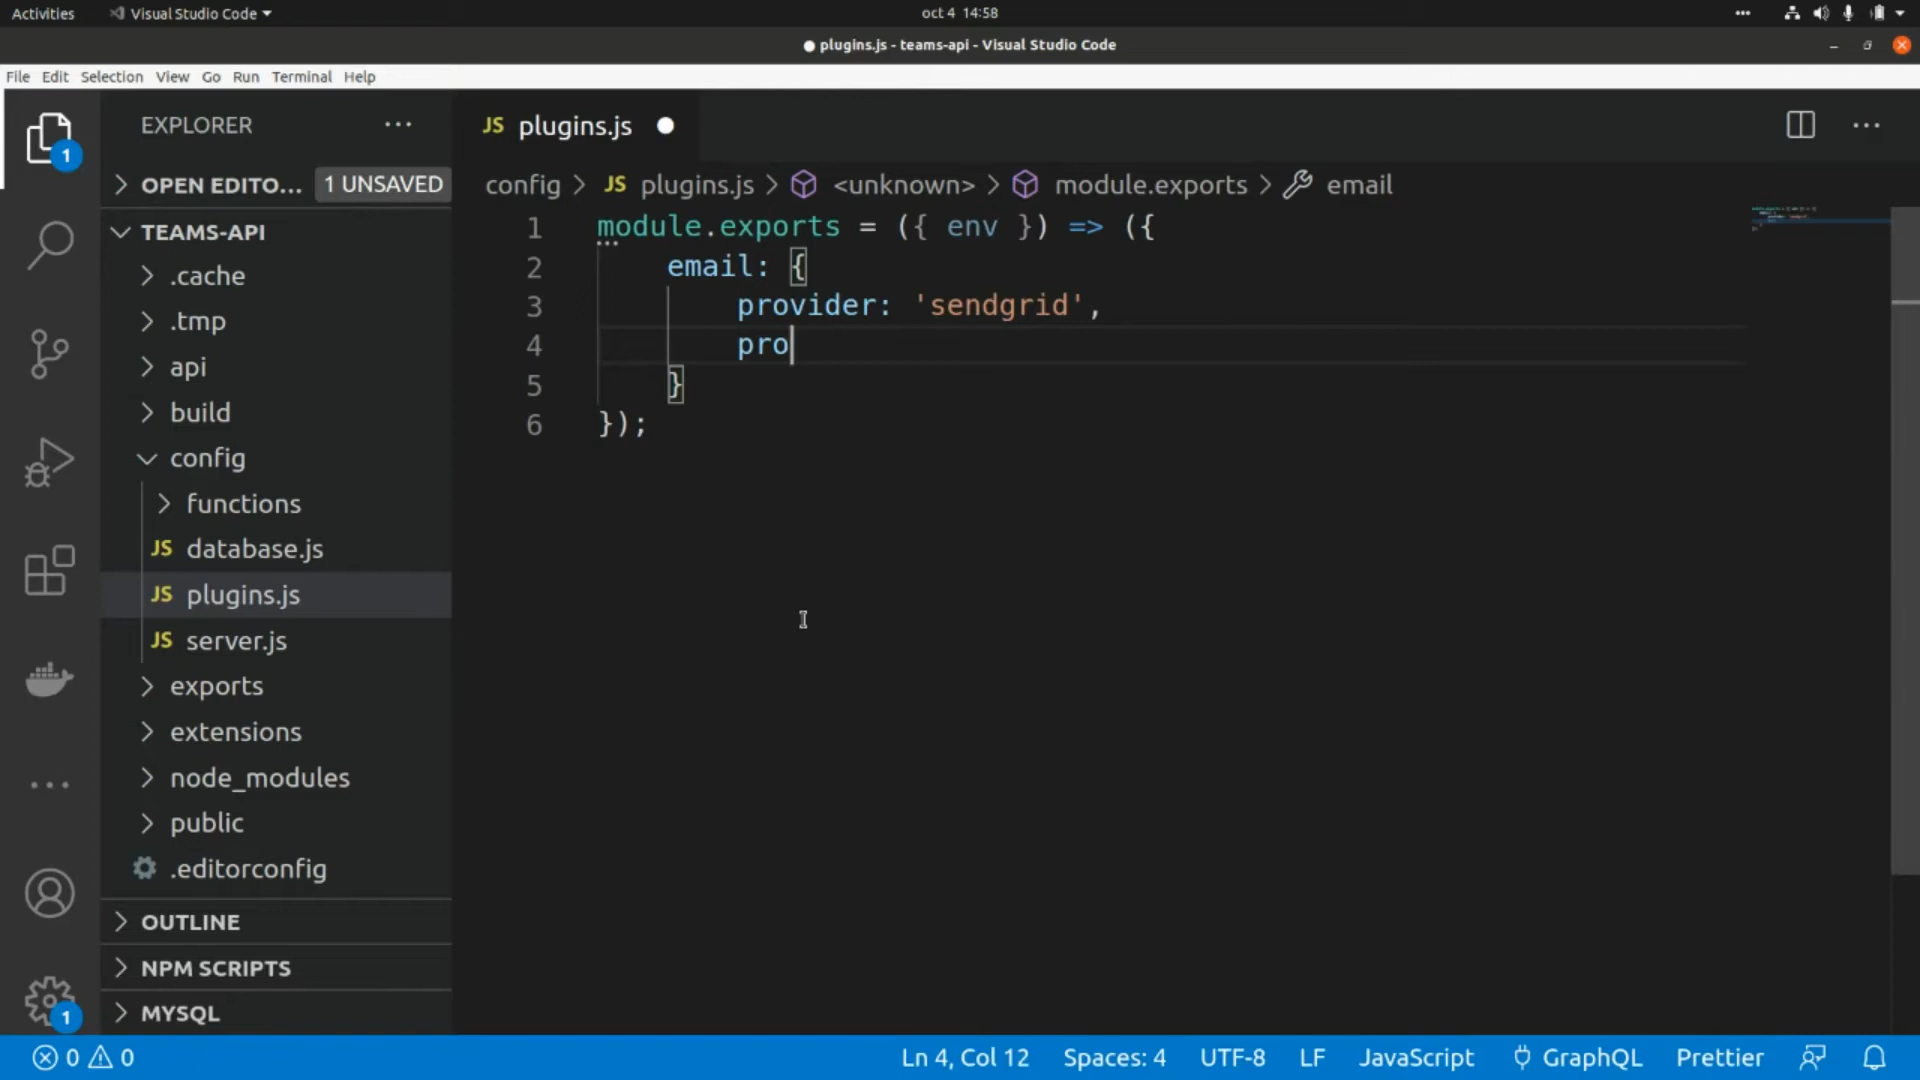 Activities Visual Studio Code oct 4 14:58
plugins.js - teams-api - Visual Studio Code
File Edit Selection View Go Run Terminal Help
EXPLORER
JS plugins.js
OPEN EDITO... 1 UNSAVED
config > JS plugins.js > <unknown> > module.exports > email
TEAMS-API
.cache
.tmp
api
build
config
functions
JS database.js
JS plugins.js
JS server.js
exports
extensions
node_modules
public
.editorconfig
OUTLINE
NPM SCRIPTS
MYSQL
1
1
1 module.exports = ({ env }) => ({
2 email: {
3 provider: 'sendgrid',
4 pro
5 }
6 });
0 0 Ln 4, Col 12 Spaces: 4 UTF-8 LF JavaScript GraphQL Prettier